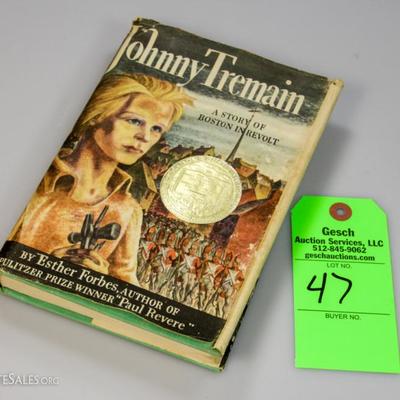 Johnny Tremain
A STORY OF
BOSTON IN REVOLT
BY Esther Forbes, AUTHOR OF
PULITZER PRIZE WINNER "Paul Revere"
Gesch
Auction Services, LLC
512-845-9062
geschauctions.com
LOT NO.
47
BUYER NO.
TESALES.ORG